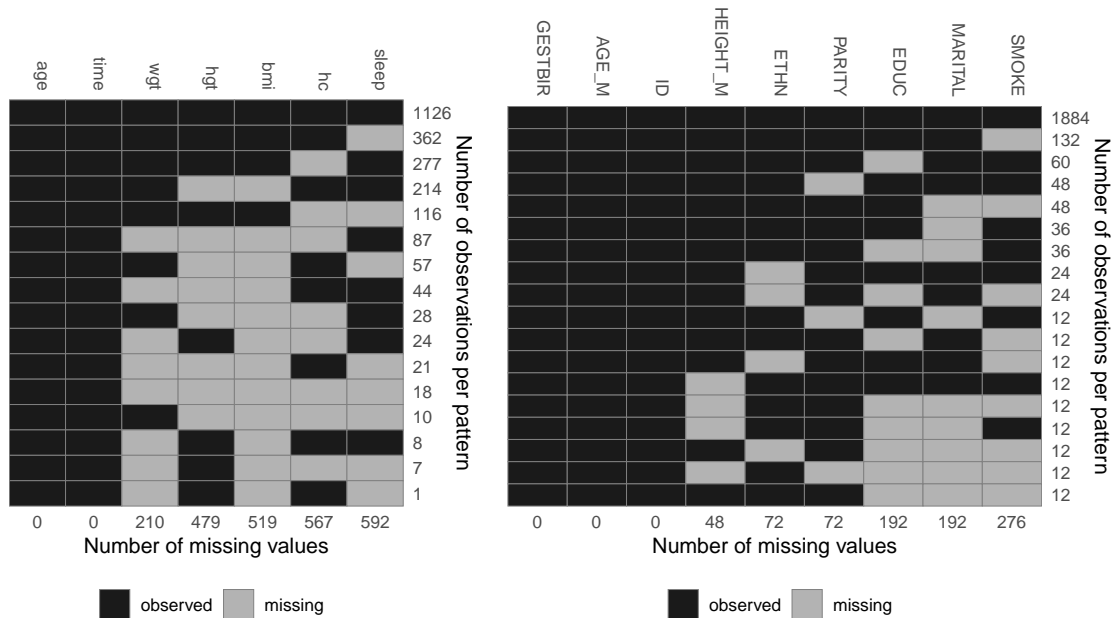 age
time
wgt
hgt
bmi
hc
sleep
1126
362
277
214
116
87
57
44
28
24
21
18
10
8
7
1
Number of observations per pattern
0 0 210 479 519 567 592
Number of missing values
observed missing
GESTBIR
AGE_M
ID
HEIGHT_M
ETHN
PARITY
EDUC
MARITAL
SMOKE
1884
132
60
48
48
36
36
24
24
12
12
12
12
12
12
12
12
12
Number of observations per pattern
0 0 0 48 72 72 192 192 276
Number of missing values
observed missing